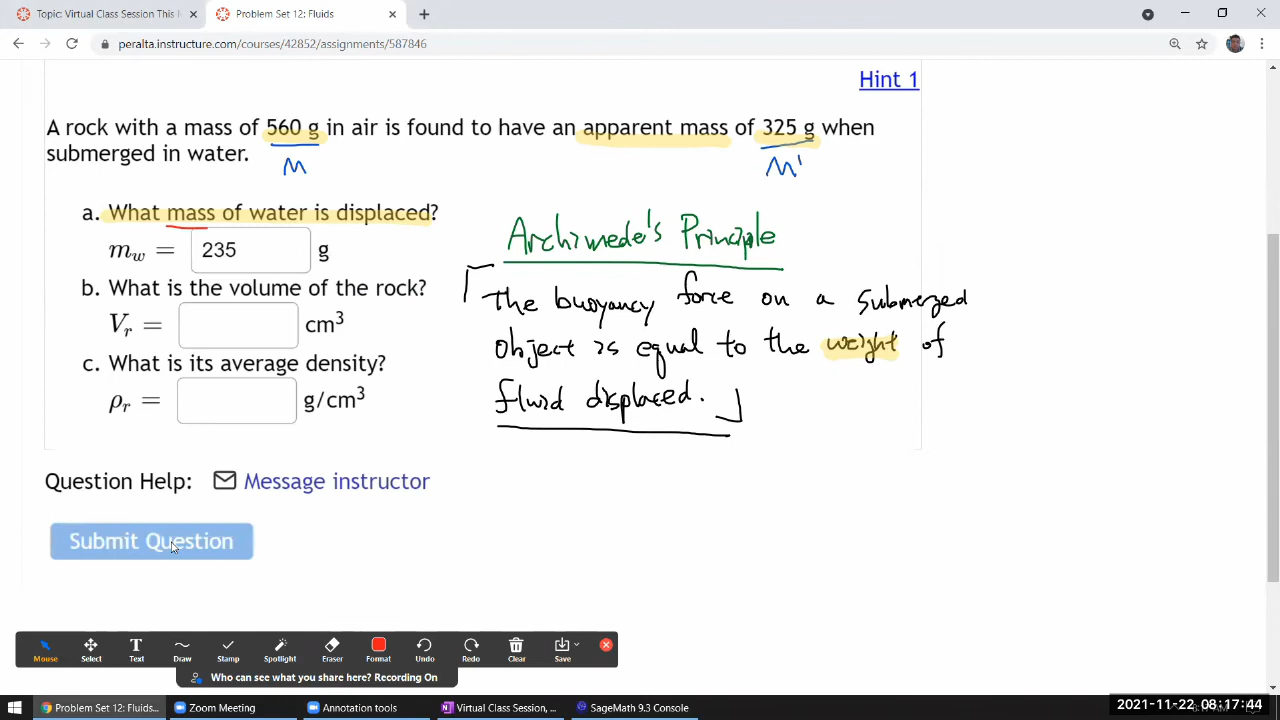 Topic: Virtual Class Session This
Problem Set 12: Fluids
peralta.instructure.com/courses/42852/assignments/587846
Hint 1
A rock with a mass of 560 g in air is found to have an apparent mass of 325 g when
submerged in water.
M
M'
a. What mass of water is displaced?
m_w = 235 g
b. What is the volume of the rock?
V_r = cm³
c. What is its average density?
ρ_r = g/cm³
Archimede's Principle
「The buoyancy force on a submerged
object is equal to the weight of
fluid displaced.」
Question Help: Message instructor
Submit Question
Mouse Select Text Draw Stamp Spotlight Eraser Format Undo Redo Clear Save
Who can see what you share here? Recording On
Problem Set 12: Fluids... Zoom Meeting Annotation tools Virtual Class Session, ... SageMath 9.3 Console
2021-11-22 08:17:44